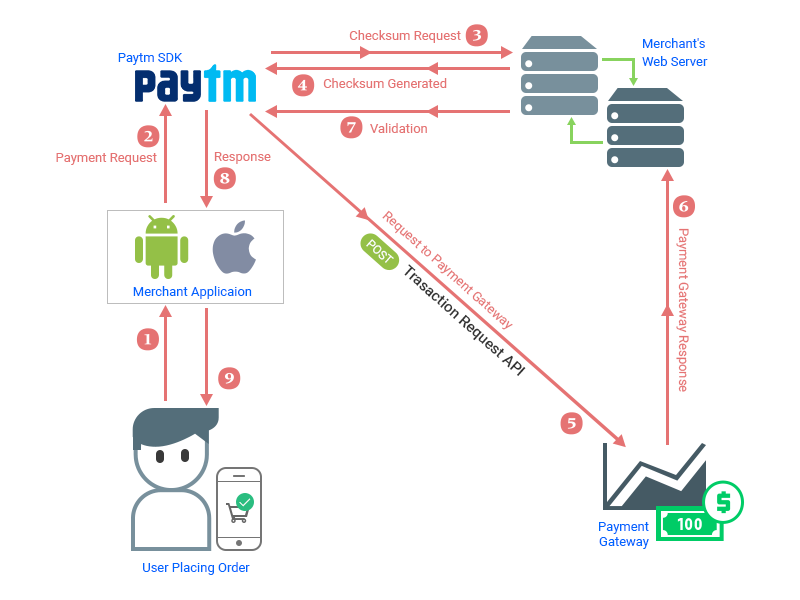 Checksum Request 3
Merchant's
Web Server
Paytm SDK
paytm
4 Checksum Generated
7 Validation
2
Payment Request
Response
8
6
Request to Payment Gateway
POST Trasaction Request API
Payment Gateway Response
Merchant Applicaion
1
9
5
$
100
Payment
Gateway
User Placing Order